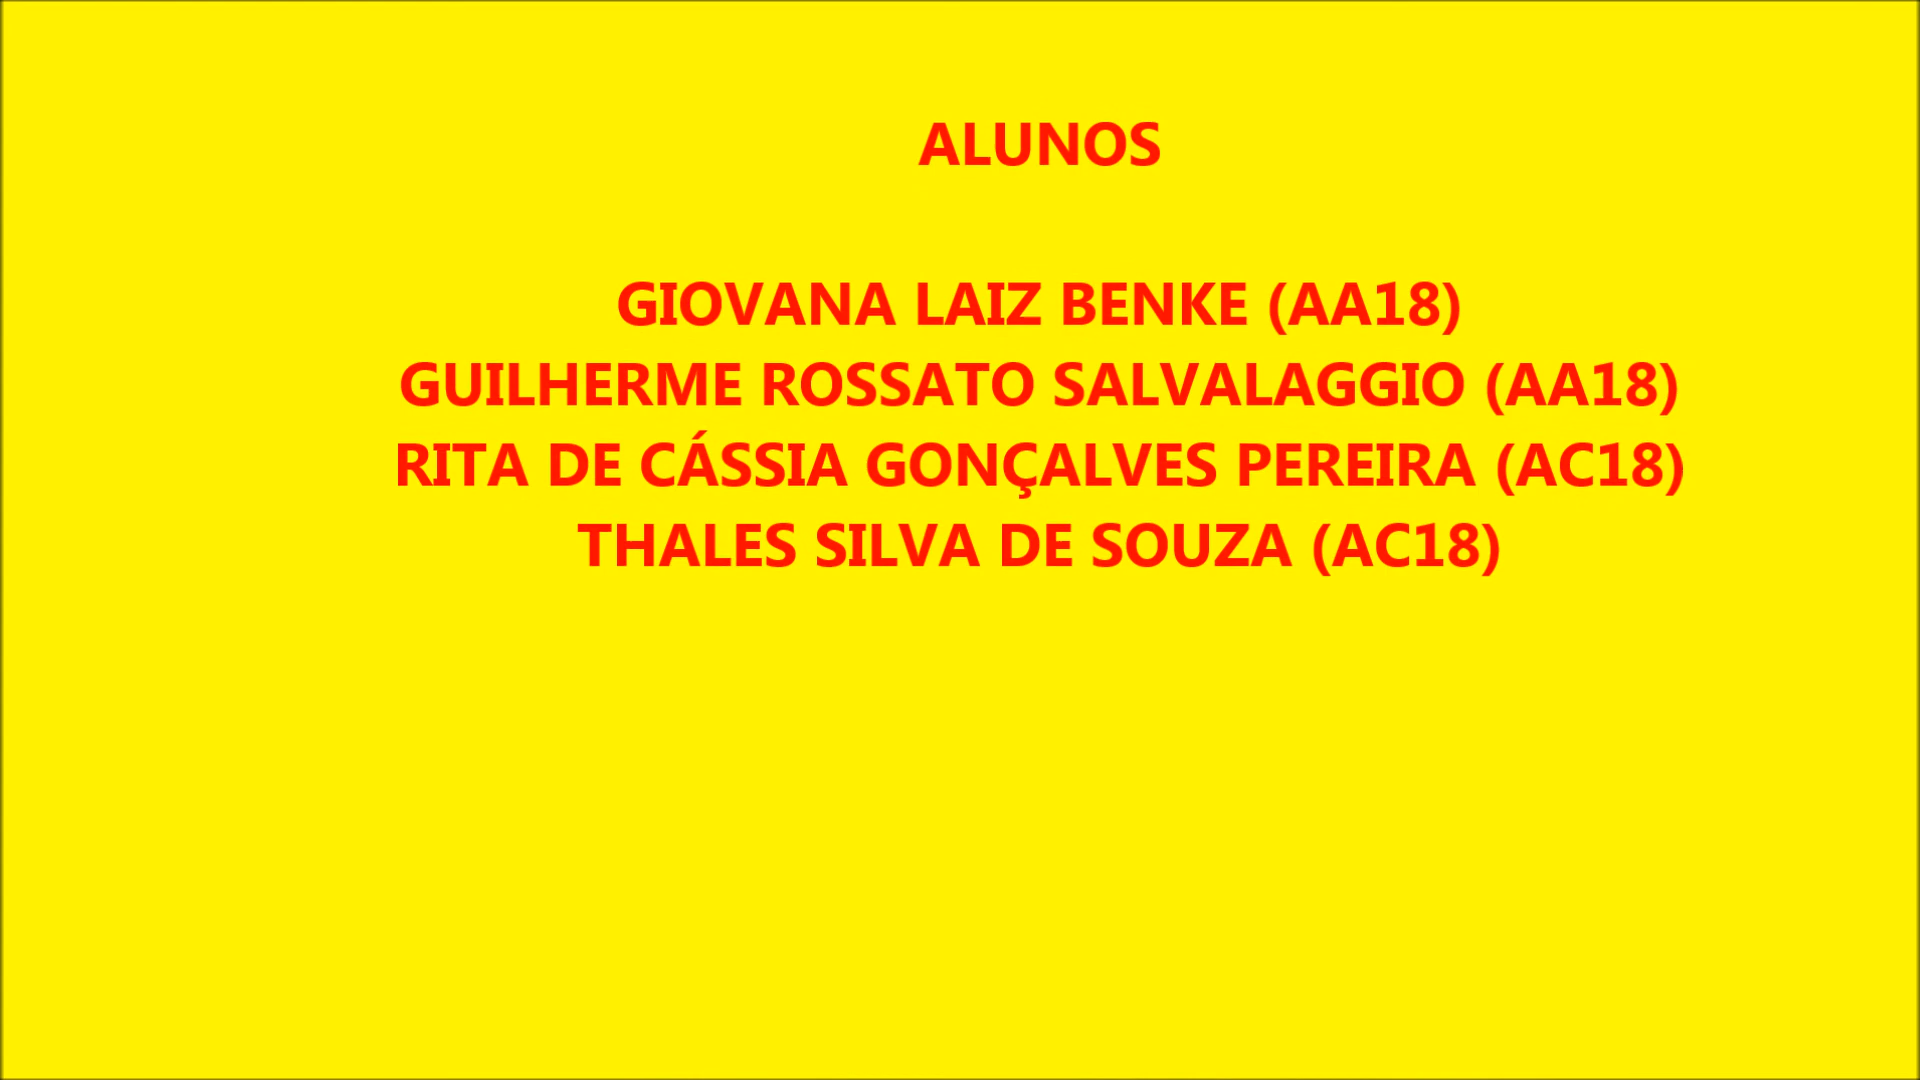 ALUNOS
GIOVANA LAIZ BENKE (AA18)
GUILHERME ROSSATO SALVALAGGIO (AA18)
RITA DE CÁSSIA GONÇALVES PEREIRA (AC18)
THALES SILVA DE SOUZA (AC18)